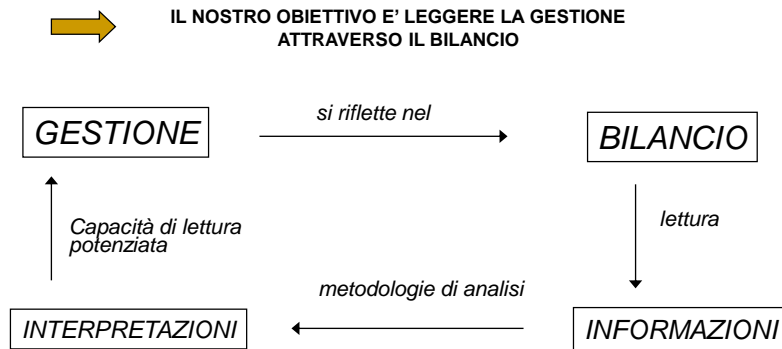 IL NOSTRO OBIETTIVO E’ LEGGERE LA GESTIONE
ATTRAVERSO IL BILANCIO
GESTIONE
si riflette nel
BILANCIO
Capacità di lettura
potenziata
lettura
metodologie di analisi
INTERPRETAZIONI
INFORMAZIONI